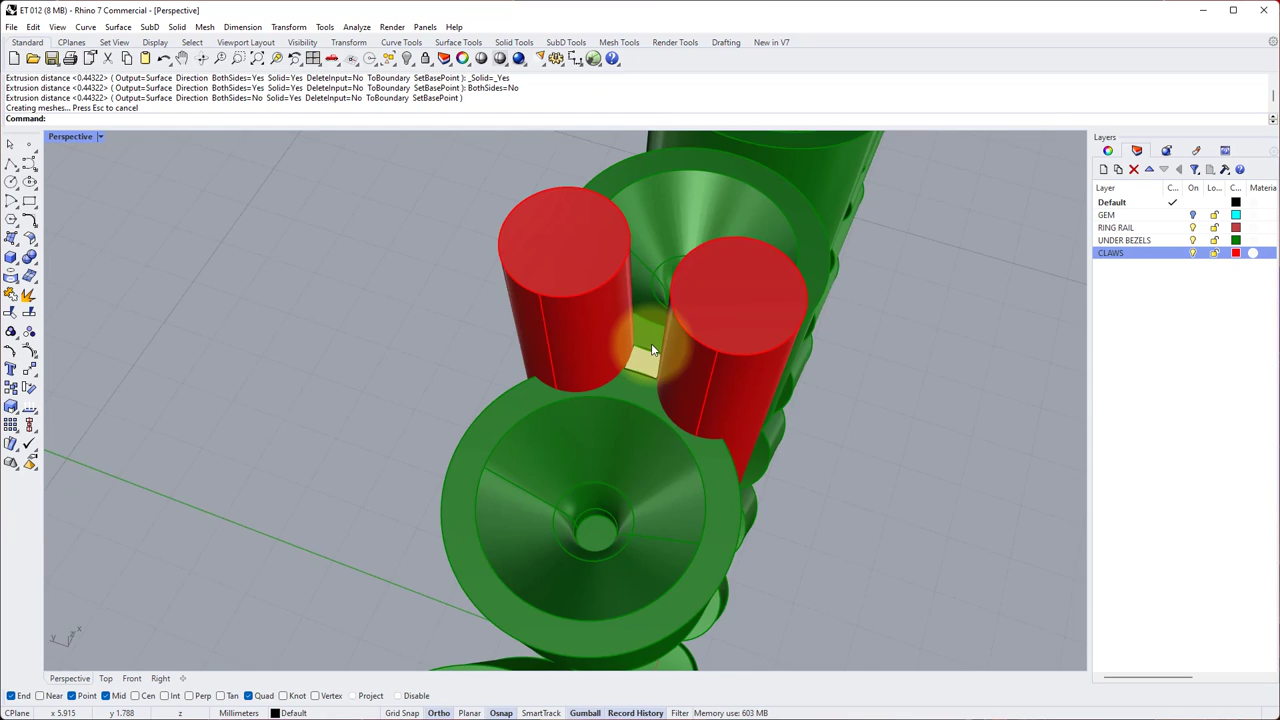 ET 012 (8 MB) - Rhino 7 Commercial - [Perspective]
File Edit View Curve Surface SubD Solid Mesh Dimension Transform Tools Analyze Render Panels Help
Standard CPlanes Set View Display Select Viewport Layout Visibility Transform Curve Tools Surface Tools Solid Tools SubD Tools Mesh Tools Render Tools Drafting New in V7
Extrusion distance <0.44322> ( Output=Surface Direction BothSides=Yes Solid=Yes DeleteInput=No ToBoundary SetBasePoint ): _Solid=_Yes
Extrusion distance <0.44322> ( Output=Surface Direction BothSides=Yes Solid=Yes DeleteInput=No ToBoundary SetBasePoint ): BothSides=No
Extrusion distance <0.44322> ( Output=Surface Direction BothSides=No Solid=Yes DeleteInput=No ToBoundary SetBasePoint )
Creating meshes... Press Esc to cancel
Command:
Perspective
Layers
Layer C... On Lo... C... Materia
Default
GEM
RING RAIL
UNDER BEZELS
CLAWS
y x
Perspective Top Front Right
End Near Point Mid Cen Int Perp Tan Quad Knot Vertex Project Disable
CPlane x 5.915 y 1.788 z Millimeters Default Grid Snap Ortho Planar Osnap SmartTrack Gumball Record History Filter Memory use: 603 MB